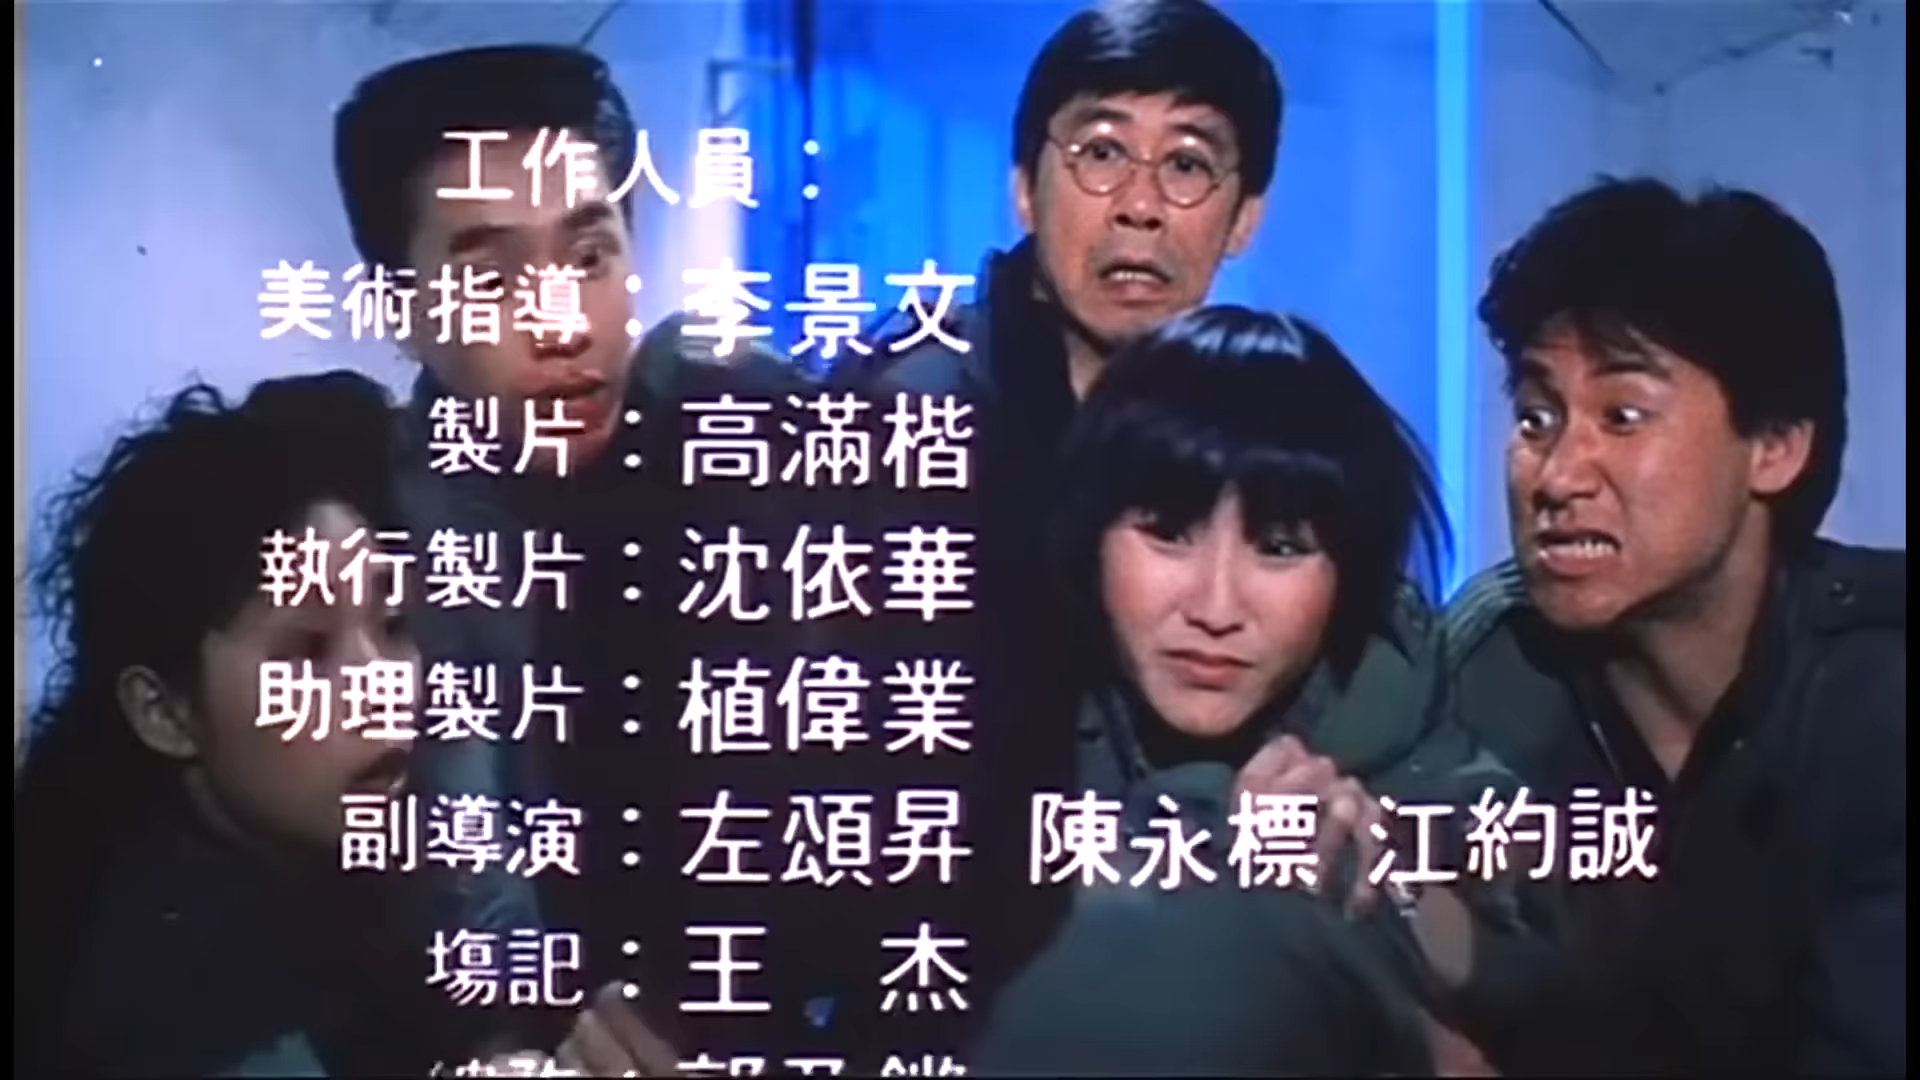 工作人員：
美術指導：李景文
製片：高滿楷
執行製片：沈依華
助理製片：植偉業
副導演：左頌昇 陳永標 江約誠
塲記：王 杰